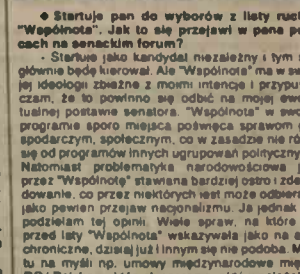 ◆ Startuje pan do wyborów z listy ruc
"Wspólnota". Jak to się przejawi w pana p
cach na senackim forum?
- Startuję jako kandydat niezależny i tym s
głównie będę kierował. Ale "Wspólnota" ma w sw
jej ideologii zbieżne z moimi intencje i przypus
czam, że to powinno się odbić na mojej ewe
tualnej postawie senatora. "Wspólnota" w swo
programie sporo miejsca poświęca sprawom
spodarczym, społecznym, co w zasadzie nie ró
się od programów innych ugrupowań polityczny
Natomiast problematyka narodowościowa j
przez "Wspólnotę" stawiana bardziej ostro i zde
dowanie, co przez niektórych jest może odbiera
jako pewien przejaw nacjonalizmu. Ja jednak
podzielam tej opinii. Wiele spraw, na które
przed laty "Wspólnota" wskazywała jako na a
chroniczne, dzisiaj już i innym się nie podoba. M
tu na myśli np. umowy międzynarodowe mię